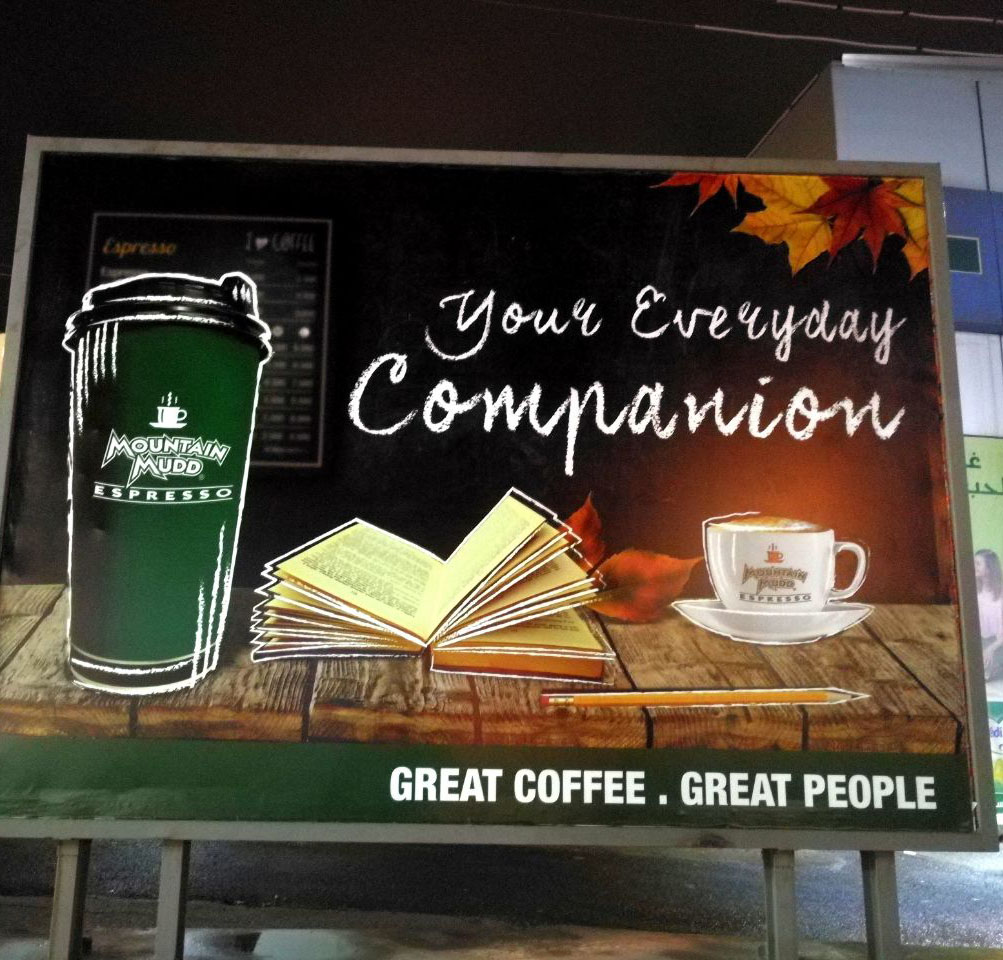 Espresso
I ♥ COFFEE
Your Everyday
Companion
MOUNTAIN
MUDD
ESPRESSO
MOUNTAIN
MUDD
ESPRESSO
GREAT COFFEE . GREAT PEOPLE